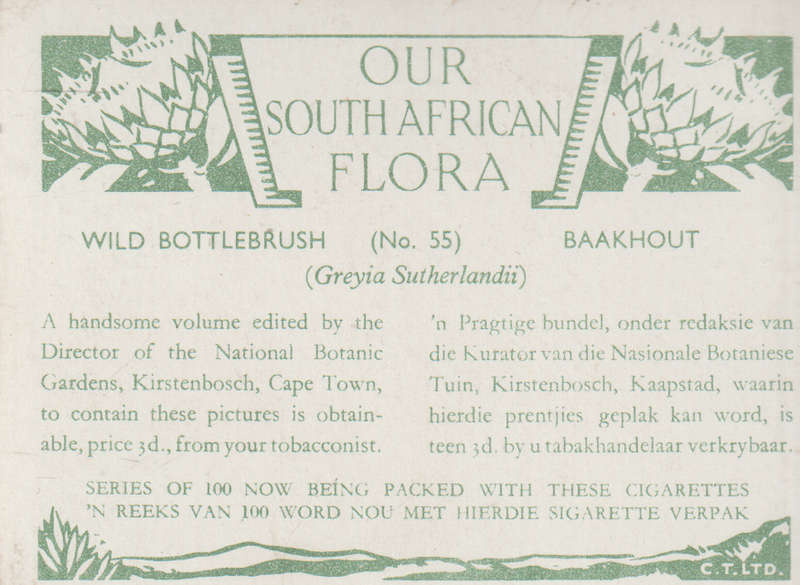 OUR
SOUTH AFRICAN
FLORA
WILD BOTTLEBRUSH (No. 55) BAAKHOUT
(Greyia Sutherlandii)
A handsome volume edited by the
Director of the National Botanic
Gardens, Kirstenbosch, Cape Town,
to contain these pictures is obtain-
able, price 3d., from your tobacconist.
'n Pragtige bundel, onder redaksie van
die Kurator van die Nasionale Botaniese
Tuin, Kirstenbosch, Kaapstad, waarin
hierdie prentjies geplak kan word, is
teen 3d. by u tabakhandelaar verkrybaar.
SERIES OF 100 NOW BEING PACKED WITH THESE CIGARETTES
'N REEKS VAN 100 WORD NOU MET HIERDIE SIGARETTE VERPAK
C.T. LTD.